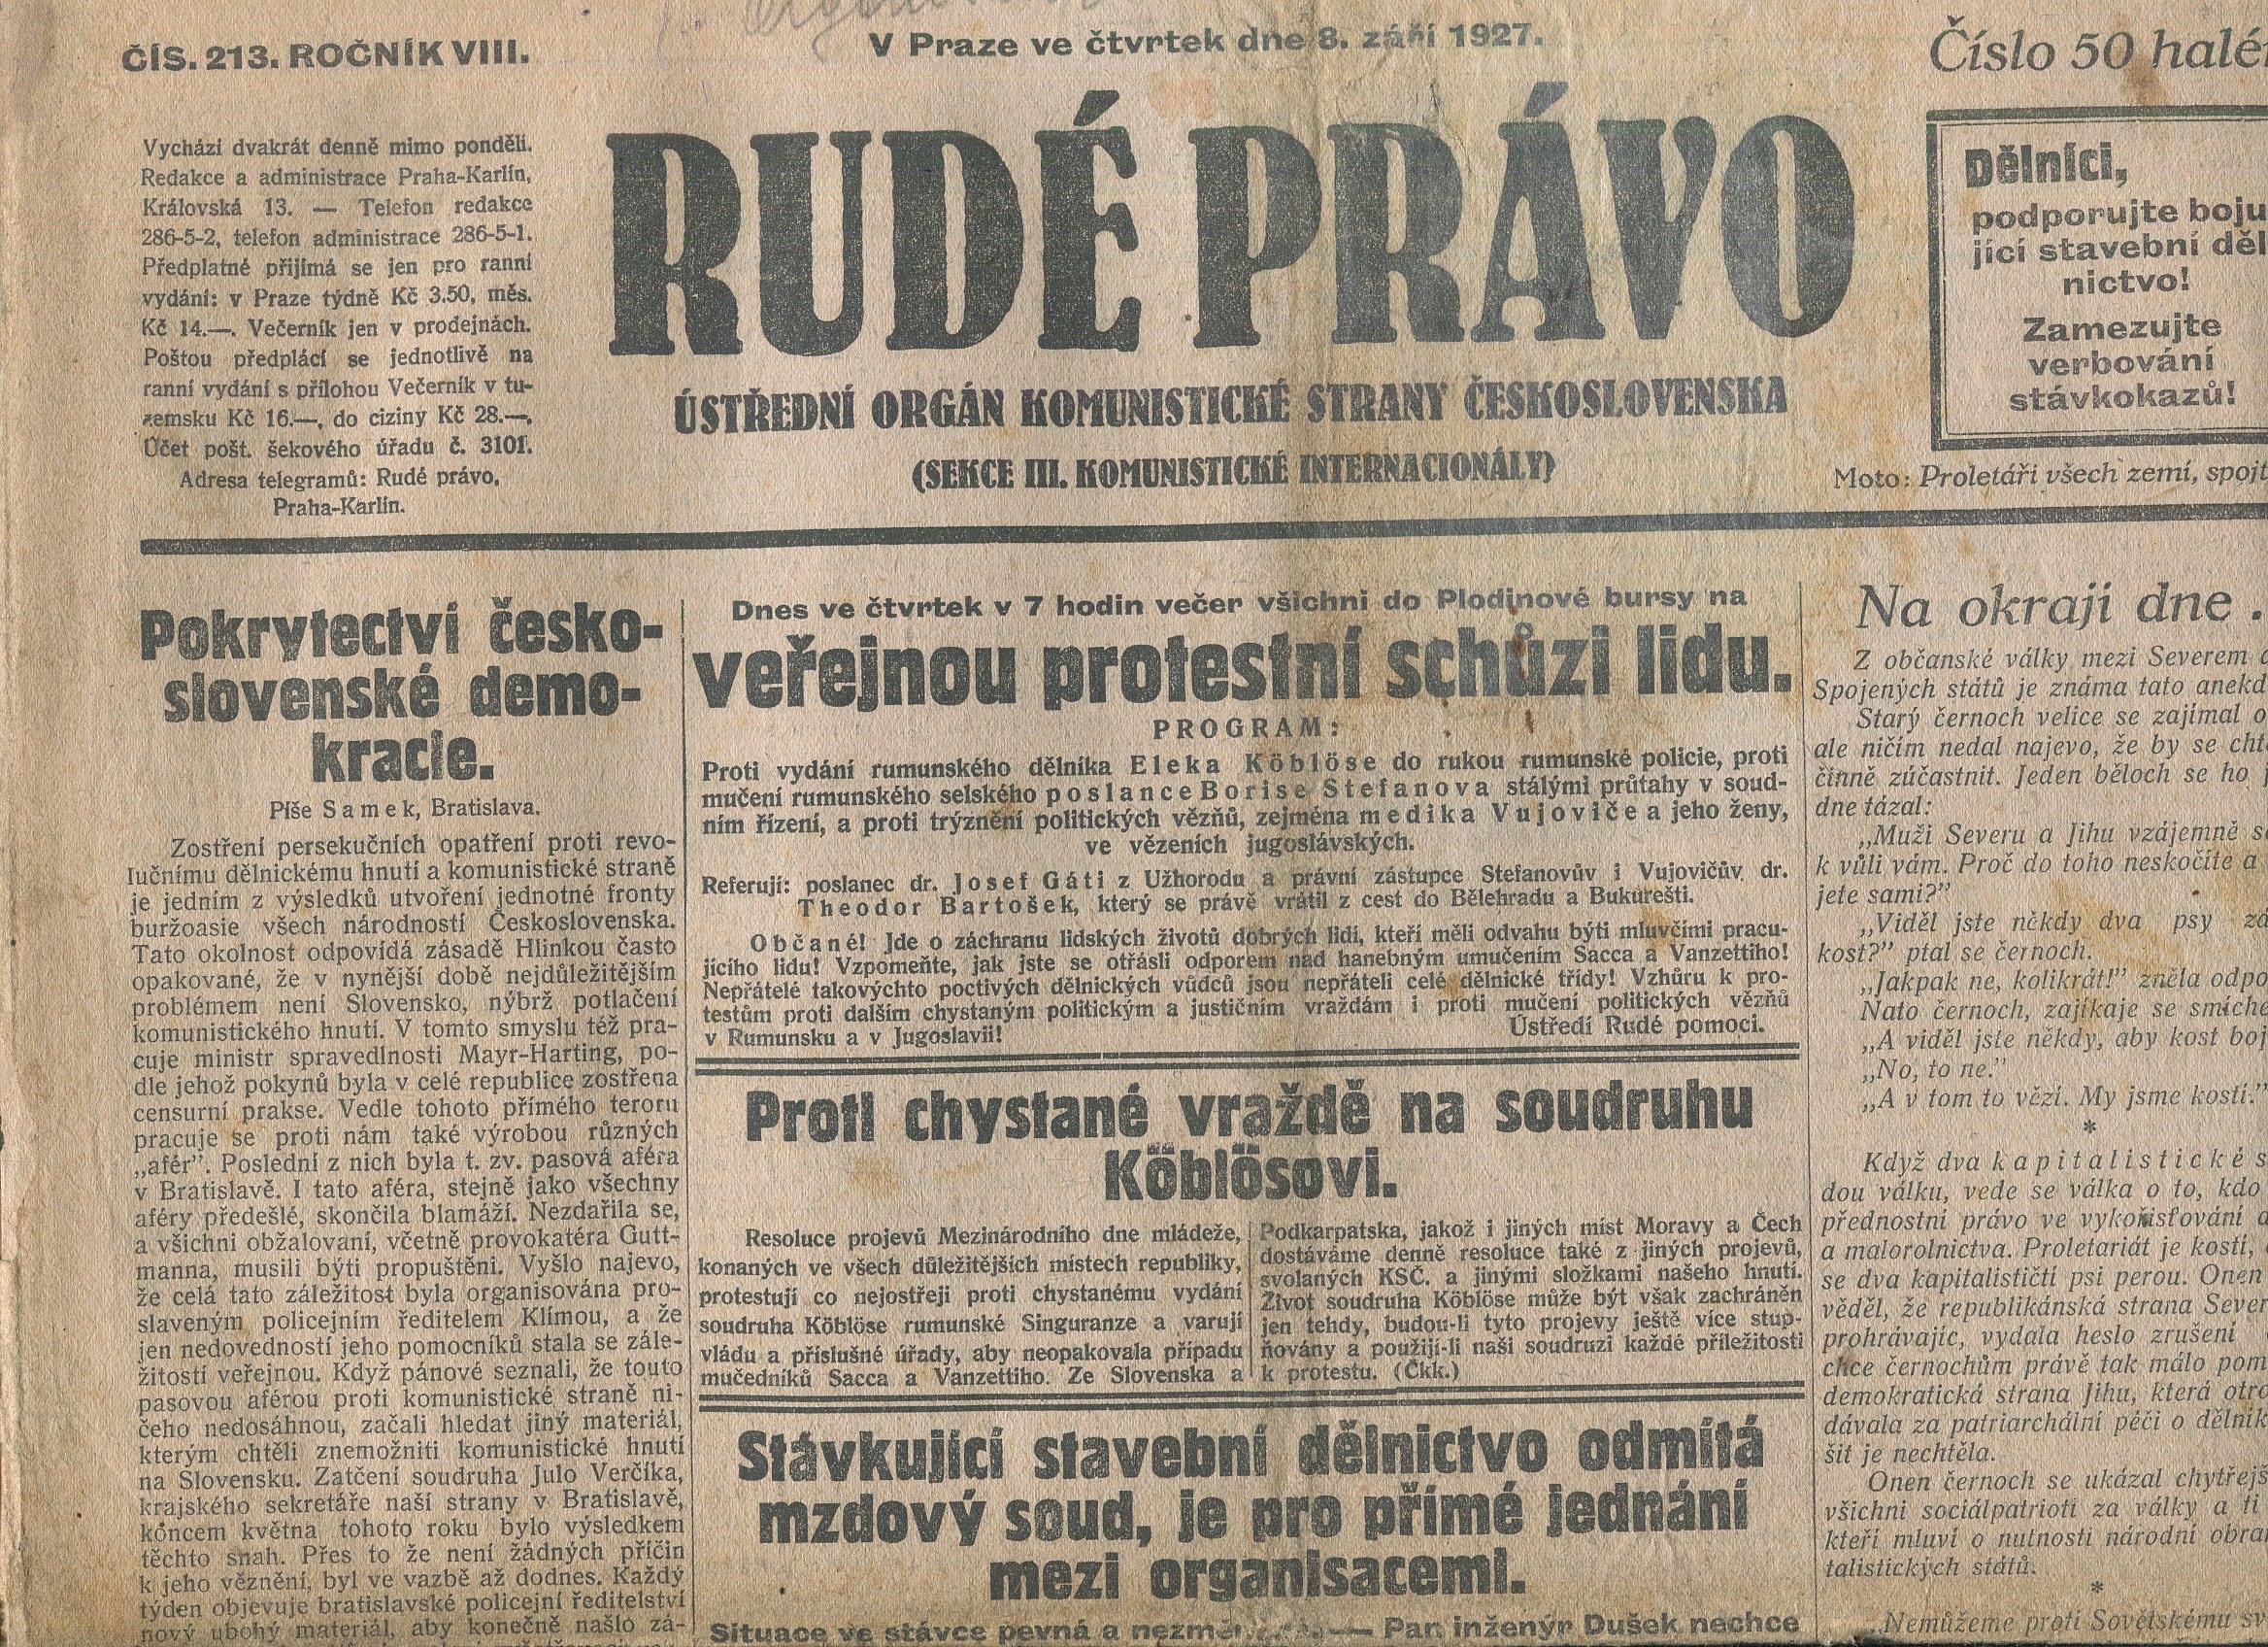 ČÍS. 213. ROČNÍK VIII.
V Praze ve čtvrtek dne 8. září 1927.
Číslo 50 halé
Vychází dvakrát denně mimo pondělí.
Redakce a administrace Praha-Karlín,
Královská 13. — Telefon redakce
286-5-2, telefon administrace 286-5-1.
Předplatné přijímá se jen pro ranní
vydání: v Praze týdně Kč 3.50, měs.
Kč 14.—. Večerník jen v prodejnách.
Poštou předplácí se jednotlivě na
ranní vydání s přílohou Večerník v tu-
zemsku Kč 16.—, do ciziny Kč 28.—,
Účet pošt. šekového úřadu č. 3101.
Adresa telegramů: Rudé právo,
Praha-Karlín.
RUDÉ PRÁVO
ÚSTŘEDNÍ ORGÁN KOMUNISTICKÉ STRANY ČESKOSLOVENSKA
(SEKCE III. KOMUNISTICKÉ INTERNACIONÁLY)
Dělníci,
podporujte boju
jící stavební děl
nictvo!
Zamezujte
verbování
stávkokazů!
Moto: Proletáři všech zemí, spojt
Pokrytectví česko-
slovenské demo-
kracie.
Píše Samek, Bratislava.
Zostření persekučních opatření proti revo-
lučnímu dělnickému hnutí a komunistické straně
je jedním z výsledků utvoření jednotné fronty
buržoasie všech národností Československa.
Tato okolnost odpovídá zásadě Hlinkou často
opakované, že v nynější době nejdůležitějším
problémem není Slovensko, nýbrž potlačení
komunistického hnutí. V tomto smyslu též pra-
cuje ministr spravedlnosti Mayr-Harting, po-
dle jehož pokynů byla v celé republice zostřena
censurní prakse. Vedle tohoto přímého teroru
pracuje se proti nám také výrobou různých
„afér”. Poslední z nich byla t. zv. pasová aféra
v Bratislavě. I tato aféra, stejně jako všechny
aféry předešlé, skončila blamáží. Nezdařila se,
a všichni obžalovaní, včetně provokatéra Gutt-
manna, musili býti propuštěni. Vyšlo najevo,
že celá tato záležitost byla organisována pro-
slaveným policejním ředitelem Klímou, a že
jen nedovedností jeho pomocníků stala se zále-
žitostí veřejnou. Když pánové seznali, že touto
pasovou aférou proti komunistické straně ni-
čeho nedosáhnou, začali hledat jiný materiál,
kterým chtěli znemožniti komunistické hnutí
na Slovensku. Zatčení soudruha Julo Verčíka,
krajského sekretáře naší strany v Bratislavě,
koncem května tohoto roku bylo výsledkem
těchto snah. Přes to že není žádných příčin
k jeho věznění, byl ve vazbě až dodnes. Každý
týden objevuje bratislavské policejní ředitelství
nový ubohý materiál, aby konečně našlo zá-
Dnes ve čtvrtek v 7 hodin večer všichni do Plodinové bursy na
veřejnou protestní schůzi lidu.
PROGRAM:
Proti vydání rumunského dělníka Eleka Köblöse do rukou rumunské policie, proti
mučení rumunského selského poslance Borise Stefanova stálými průtahy v soud-
ním řízení, a proti trýznění politických vězňů, zejména medika Vujoviče a jeho ženy,
ve vězeních jugoslávských.
Referují: poslanec dr. Josef Gáti z Užhorodu a právní zástupce Stefanovův i Vujovičův dr.
Theodor Bartošek, který se právě vrátil z cest do Bělehradu a Bukurešti.
Občané! Jde o záchranu lidských životů dobrých lidí, kteří měli odvahu býti mluvčími pracu-
jícího lidu! Vzpomeňte, jak jste se otřásli odporem nad hanebným umučením Sacca a Vanzettiho!
Nepřátelé takovýchto poctivých dělnických vůdců jsou nepřáteli celé dělnické třídy! Vzhůru k pro-
testům proti dalším chystaným politickým a justičním vraždám i proti mučení politických vězňů
v Rumunsku a v Jugoslavii!
Ústředí Rudé pomoci.
Proti chystané vraždě na soudruhu
Köblösovi.
Resoluce projevů Mezinárodního dne mládeže,
konaných ve všech důležitějších místech republiky,
protestují co nejostřeji proti chystanému vydání
soudruha Köblöse rumunské Siguranze a varují
vládu a příslušné úřady, aby neopakovala případu
mučedníků Sacca a Vanzettiho. Ze Slovenska a
Podkarpatska, jakož i jiných míst Moravy a Čech
dostáváme denně resoluce také z jiných projevů,
svolaných KSČ. a jinými složkami našeho hnutí.
Život soudruha Köblöse může být však zachráněn
jen tehdy, budou-li tyto projevy ještě více stup-
ňovány a použijí-li naši soudruzi každé příležitosti
k protestu. (Čkk.)
Stávkující stavební dělnictvo odmítá
mzdový soud, je pro přímé jednání
mezi organisacemi.
Situace ve stávce pevná a — Pan inženýr Dušek nechce
Na okraji dne .
Z občanské války mezi Severem a
Spojených států je známa tato anekd
Starý černoch velice se zajímal o
ale ničím nedal najevo, že by se cht
činně zúčastnit. Jeden běloch se ho j
dne tázal:
„Muži Severu a Jihu vzájemně se
k vůli vám. Proč do toho neskočíte a
jete sami?”
„Viděl jste někdy dva psy zá
kost?” ptal se černoch.
„Jakpak ne, kolikrát!” zněla odpo
Nato černoch, zajíkaje se smíche
„A viděl jste někdy, aby kost boj
„No, to ne.”
„A v tom to vězí. My jsme kostí.”
*
Když dva kapitalistické s
dou válku, vede se válka o to, kdo
přednostní právo ve vykořisťování d
a malorolnictva. Proletariát je kostí,
se dva kapitalističtí psi perou. Onen
věděl, že republikánská strana Sever
prohrávajíc, vydala heslo zrušení
chce černochům právě tak málo pom
demokratická strana Jihu, která otro
dávala za patriarchální péči o dělník
šit je nechtěla.
Onen černoch se ukázal chytřejš
všichni sociálpatrioti za války a ti
kteří mluví o nutnosti národní obran
talistických států.
*
„Nemůžeme proti Sovětskému sv